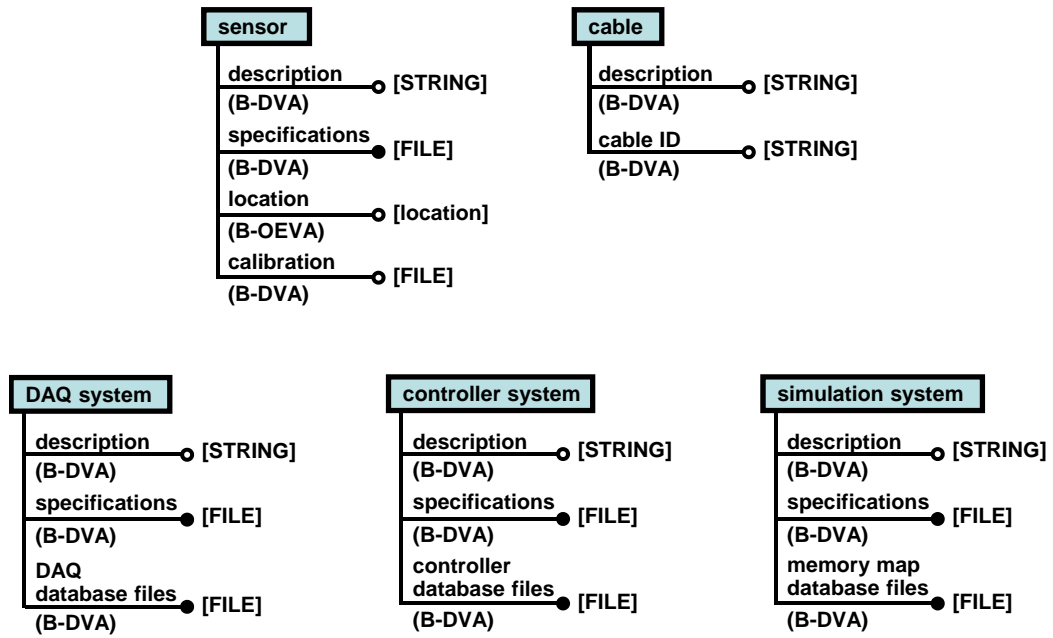 sensor
description
[STRING]
(B-DVA)
specifications
[FILE]
(B-DVA)
location
[location]
(B-OEVA)
calibration
[FILE]
(B-DVA)
cable
description
[STRING]
(B-DVA)
cable ID
[STRING]
(B-DVA)
DAQ system
description
[STRING]
(B-DVA)
specifications
[FILE]
(B-DVA)
DAQ
database files
[FILE]
(B-DVA)
controller system
description
[STRING]
(B-DVA)
specifications
[FILE]
(B-DVA)
controller
database files
[FILE]
(B-DVA)
simulation system
description
[STRING]
(B-DVA)
specifications
[FILE]
(B-DVA)
memory map
database files
[FILE]
(B-DVA)